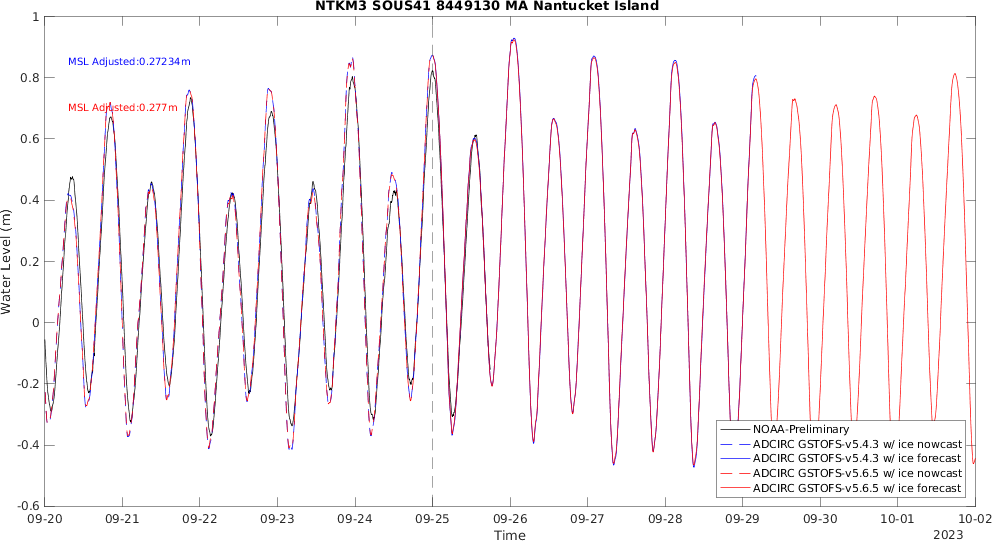 NTKM3 SOUS41 8449130 MA Nantucket Island
1
0.8
0.6
0.4
0.2
0
-0.2
-0.4
-0.6
Water Level (m)
MSL Adjusted:0.27234m
MSL Adjusted:0.277m
NOAA-Preliminary
ADCIRC GSTOFS-v5.4.3 w/ ice nowcast
ADCIRC GSTOFS-v5.4.3 w/ ice forecast
ADCIRC GSTOFS-v5.6.5 w/ ice nowcast
ADCIRC GSTOFS-v5.6.5 w/ ice forecast
09-20 09-21 09-22 09-23 09-24 09-25 09-26 09-27 09-28 09-29 09-30 10-01 10-02
Time
2023